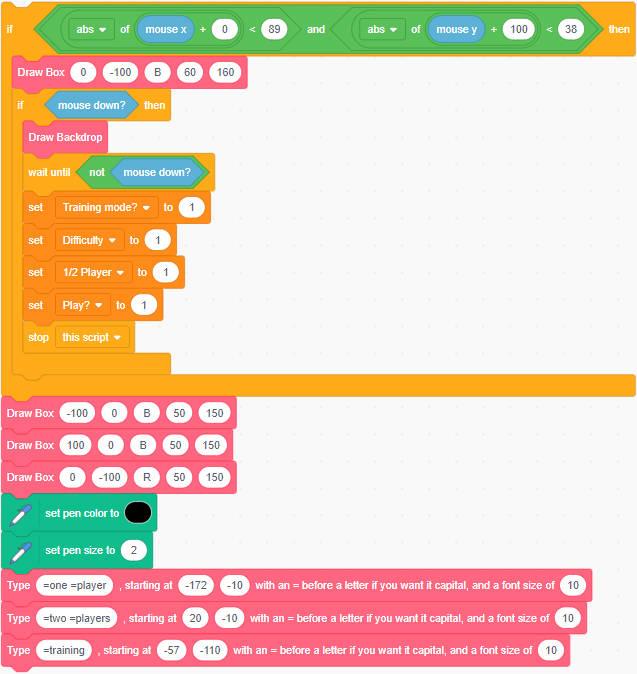 if abs of mouse x + 0 < 89 and abs of mouse y + 100 < 38 then
Draw Box 0 -100 B 60 160
if mouse down? then
Draw Backdrop
wait until not mouse down?
set Training mode? to 1
set Difficulty to 1
set 1/2 Player to 1
set Play? to 1
stop this script
Draw Box -100 0 B 50 150
Draw Box 100 0 B 50 150
Draw Box 0 -100 R 50 150
set pen color to
set pen size to 2
Type =one =player , starting at -172 -10 with an = before a letter if you want it capital, and a font size of 10
Type =two =players , starting at 20 -10 with an = before a letter if you want it capital, and a font size of 10
Type =training , starting at -57 -110 with an = before a letter if you want it capital, and a font size of 10